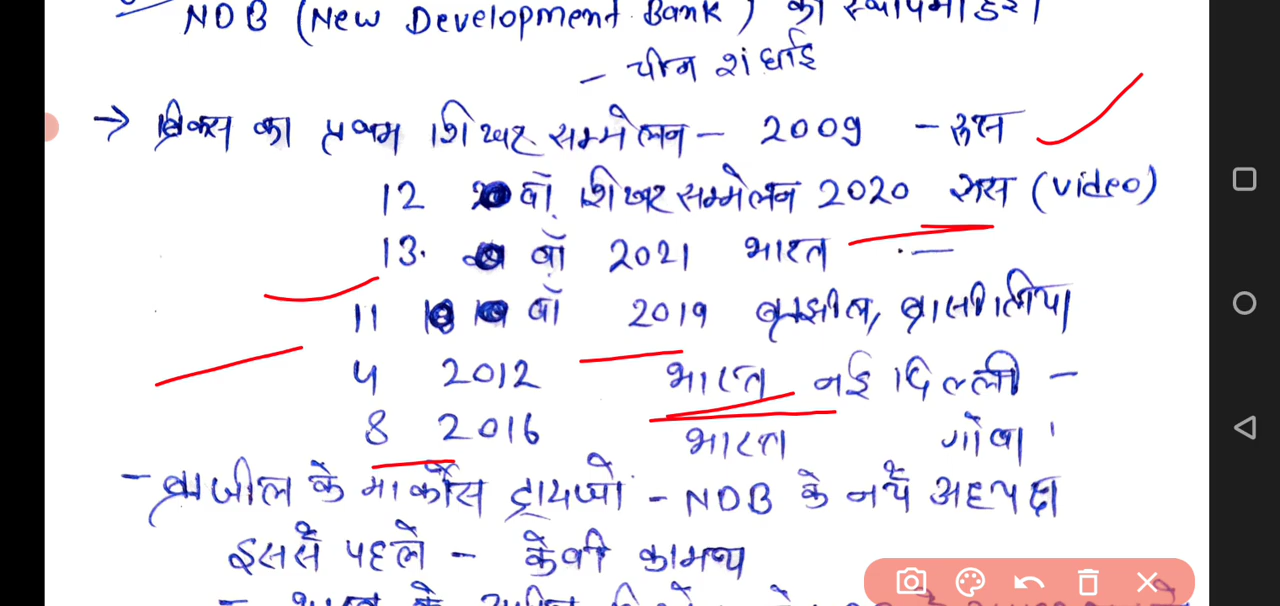 NDB (New Development Bank) की स्थापना हुई।
– चीन शंघाई
→ ब्रिक्स का प्रथम शिखर सम्मेलन – 2009 – रूस
12 वाँ शिखर सम्मेलन 2020 रूस (video)
13. वाँ 2021 भारत –
11 वाँ 2019 ब्राझील, ब्रासीलिया
4 2012 भारत नई दिल्ली –
8 2016 भारत गोवा
– ब्राजील के मार्कोस ट्रायजो – NDB के नये अध्यक्ष
इससे पहले – केवी कामथ